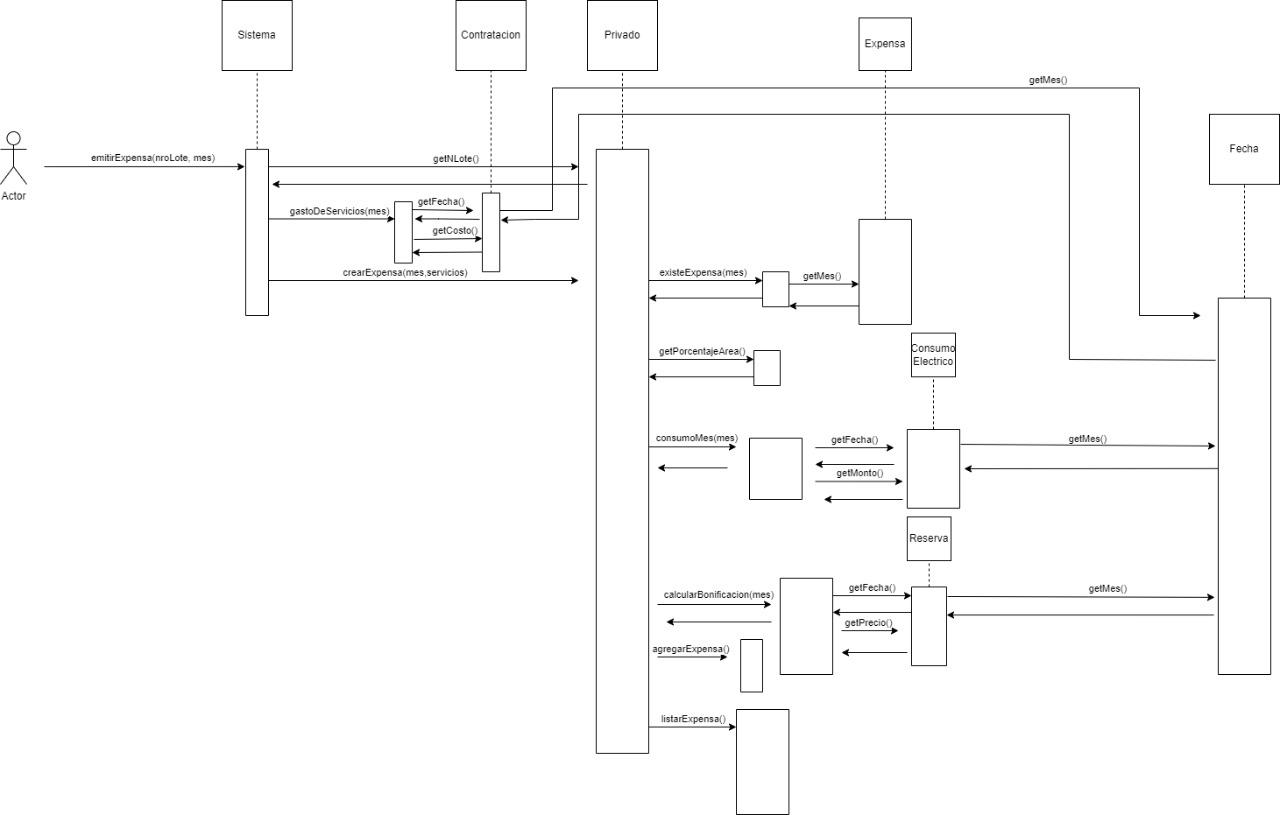 Sistema
Contratacion
Privado
Expensa
getMes()
Fecha
emitirExpensa(nroLote, mes)
getNLote()
Actor
getFecha()
gastoDeServicios(mes)
getCosto()
crearExpensa(mes,servicios)
existeExpensa(mes)
getMes()
getPorcentajeArea()
Consumo
Electrico
consumoMes(mes)
getFecha()
getMes()
getMonto()
Reserva
calcularBonificacion(mes)
getFecha()
getMes()
getPrecio()
agregarExpensa()
listarExpensa()